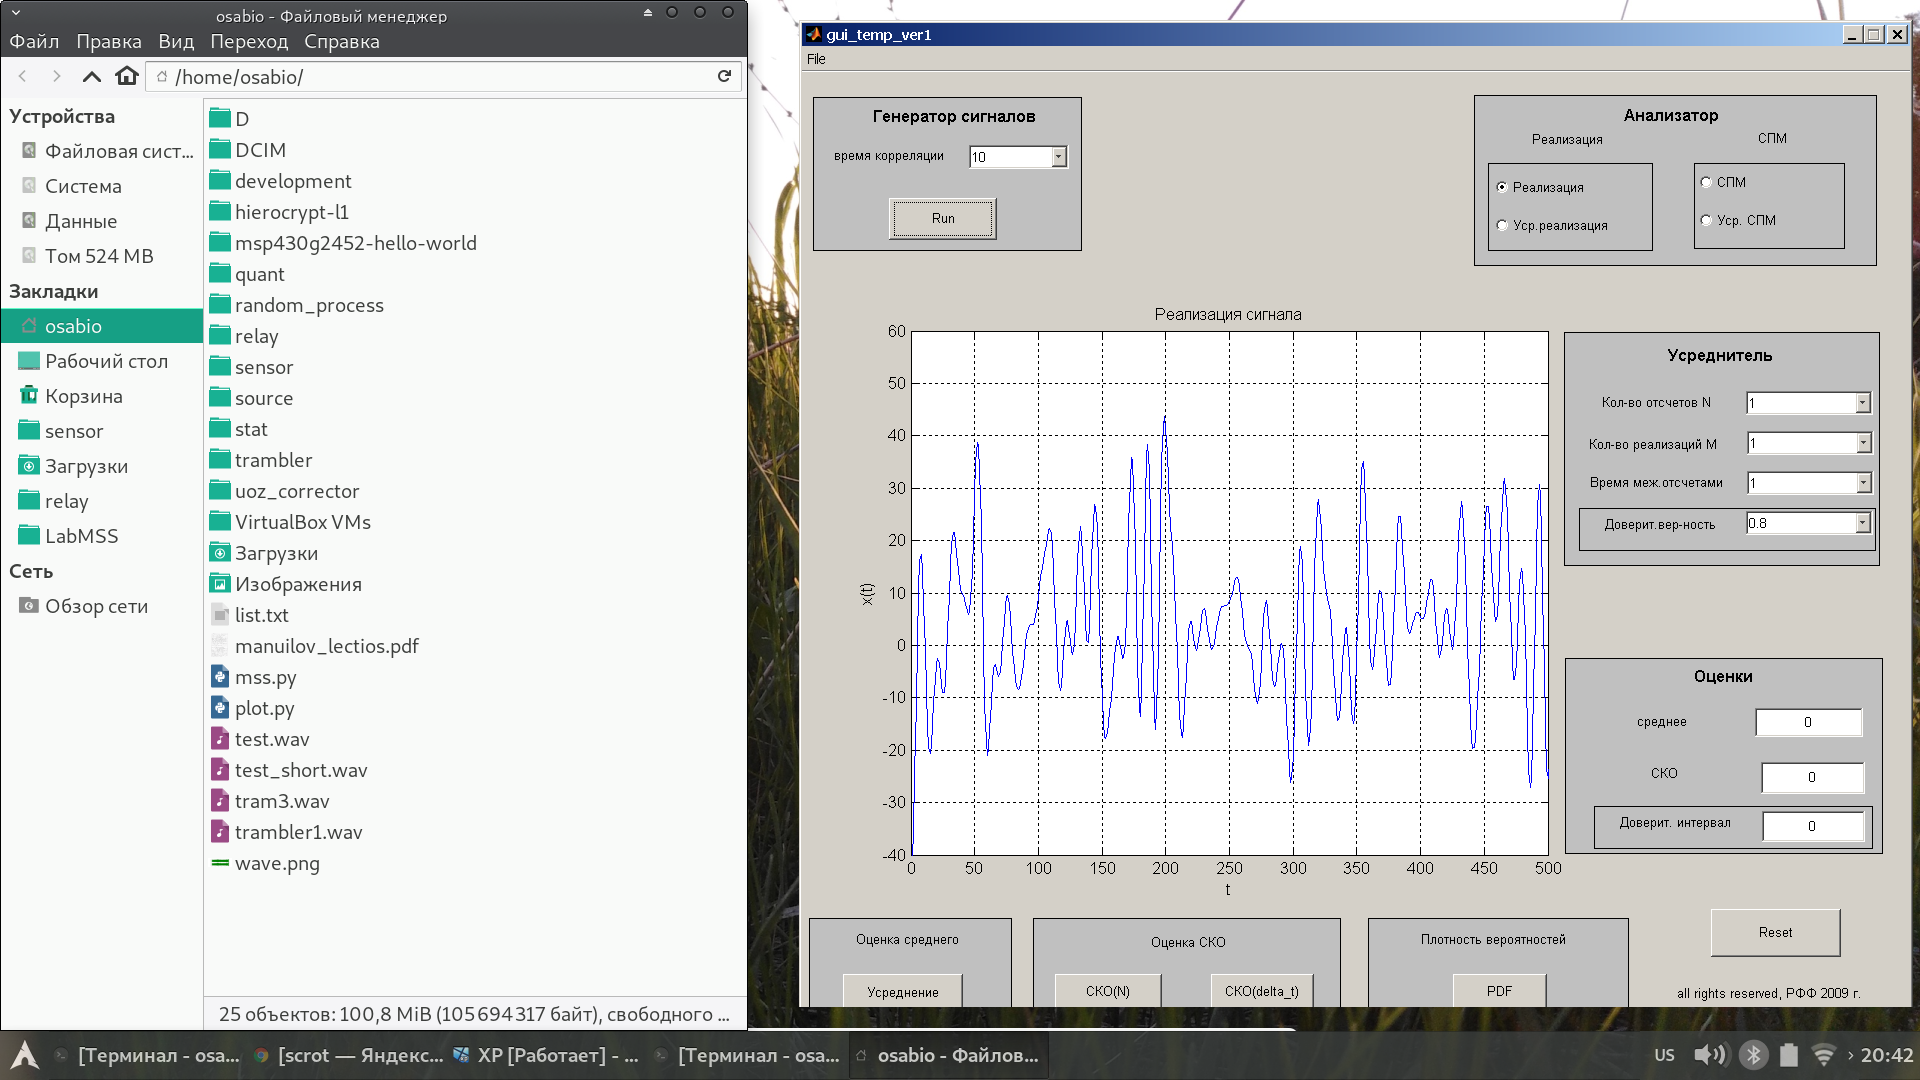 osabio - Файловый менеджер
Файл Правка Вид Переход Справка
/home/osabio/
Устройства
Файловая сист...
Система
Данные
Том 524 MB
Закладки
osabio
Рабочий стол
Корзина
sensor
Загрузки
relay
LabMSS
Сеть
Обзор сети
D
DCIM
development
hierocrypt-l1
msp430g2452-hello-world
quant
random_process
relay
sensor
source
stat
trambler
uoz_corrector
VirtualBox VMs
Загрузки
Изображения
list.txt
manuilov_lectios.pdf
mss.py
plot.py
test.wav
test_short.wav
tram3.wav
trambler1.wav
wave.png
25 объектов: 100,8 MiB (105 694 317 байт), свободного ...
gui_temp_ver1
File
Генератор сигналов
время корреляции 10
Run
Анализатор
Реализация СПМ
Реализация
Уср.реализация
СПМ
Уср. СПМ
Реализация сигнала
60
50
40
30
20
10
0
-10
-20
-30
-40
x(t)
0 50 100 150 200 250 300 350 400 450 500
t
Усреднитель
Кол-во отсчетов N 1
Кол-во реализаций M 1
Время меж.отсчетами 1
Доверит.вер-ность 0.8
Оценки
среднее 0
СКО 0
Доверит. интервал 0
Оценка среднего
Усреднение
Оценка СКО
СКО(N) СКО(delta_t)
Плотность вероятностей
PDF
Reset
all rights reserved, РФФ 2009 г.
[Терминал - osa... [scrot — Яндекс... XP [Работает] - ... [Терминал - osa... osabio - Файлов... US 20:42